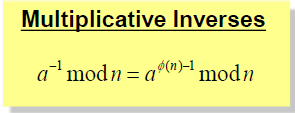 Multiplicative Inverses
a⁻¹ mod n = a^{ϕ(n)−1} mod n